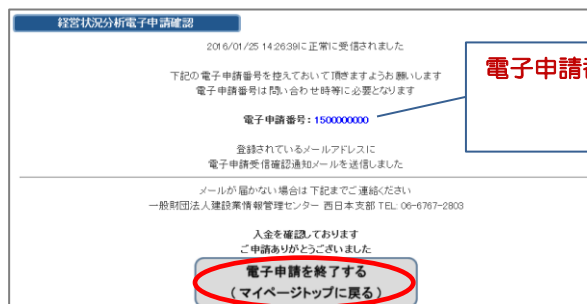 経営状況分析電子申請確認
2016/01/25 14:26:39に正常に受信されました
下記の電子申請番号を控えておいて頂きますようお願いします
電子申請番号は問い合わせ時等に必要となります
電子申請番号: 1500000000
電子申請
登録されているメールアドレスに
電子申請受信確認通知メールを送信しました
メールが届かない場合は下記までご連絡ください
一般財団法人建設業情報管理センター 西日本支部 TEL: 06-6767-2803
入金を確認しております
ご申請ありがとうございました
電子申請を終了する
(マイページトップに戻る)